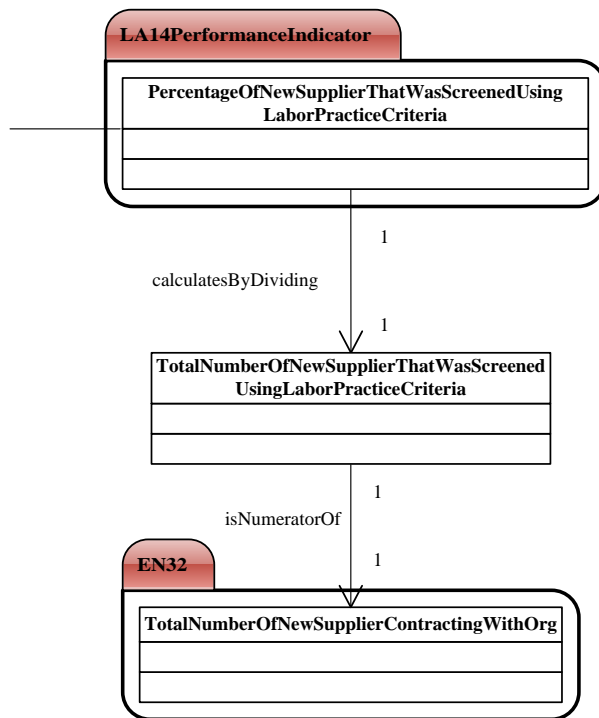 LA14PerformanceIndicator
PercentageOfNewSupplierThatWasScreenedUsing
LaborPracticeCriteria
1
calculatesByDividing
1
TotalNumberOfNewSupplierThatWasScreened
UsingLaborPracticeCriteria
1
isNumeratorOf
1
EN32
TotalNumberOfNewSupplierContractingWithOrg